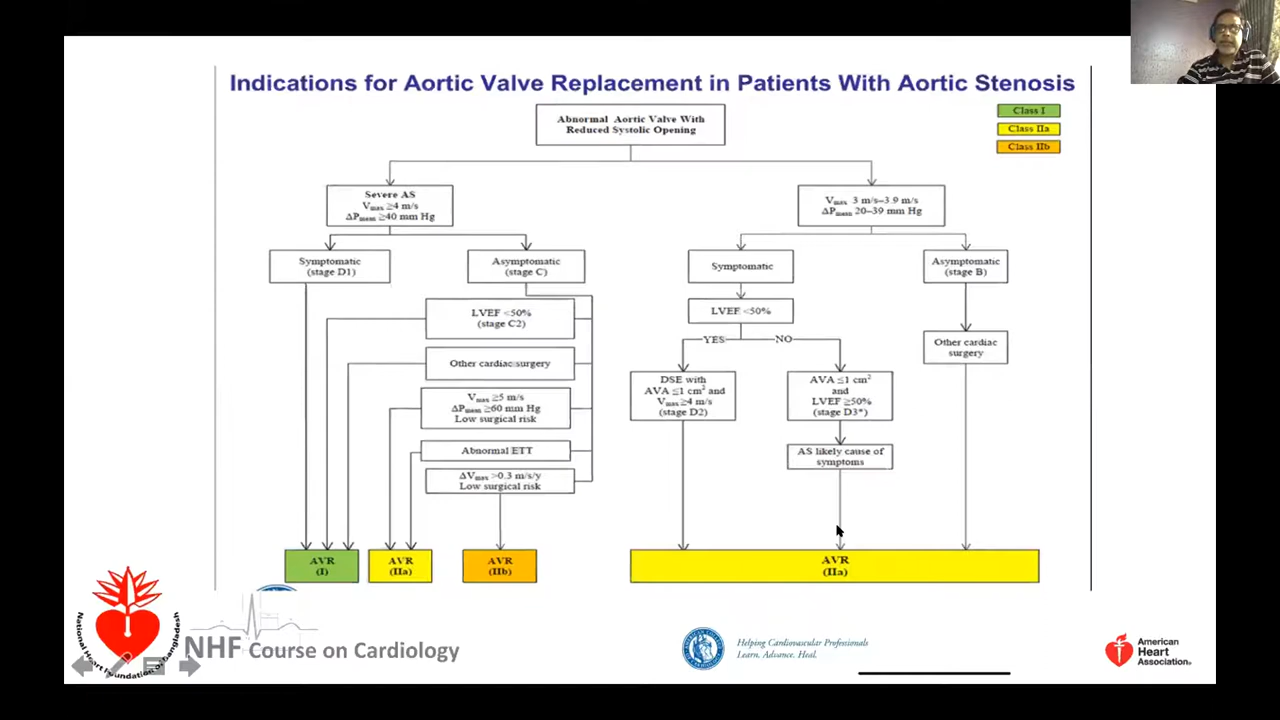 Indications for Aortic Valve Replacement in Patients With Aortic Stenosis
Abnormal Aortic Valve With
Reduced Systolic Opening
Class I
Class IIa
Class IIb
Severe AS
Vmax ≥4 m/s
ΔPmean ≥40 mm Hg
Vmax 3 m/s–3.9 m/s
ΔPmean 20–39 mm Hg
Symptomatic
(stage D1)
Asymptomatic
(stage C)
Symptomatic
Asymptomatic
(stage B)
LVEF <50%
(stage C2)
Other cardiac surgery
Vmax ≥5 m/s
ΔPmean ≥60 mm Hg
Low surgical risk
Abnormal ETT
ΔVmax >0.3 m/s/y
Low surgical risk
LVEF <50%
YES
NO
Other cardiac
surgery
DSE with
AVA ≤1 cm² and
Vmax ≥4 m/s
(stage D2)
AVA ≤1 cm²
and
LVEF ≥50%
(stage D3*)
AS likely cause of
symptoms
AVR
(I)
AVR
(IIa)
AVR
(IIb)
AVR
(IIa)
National Heart Foundation of Bangladesh
NHF Course on Cardiology
Helping Cardiovascular Professionals
Learn. Advance. Heal.
American
Heart
Association®